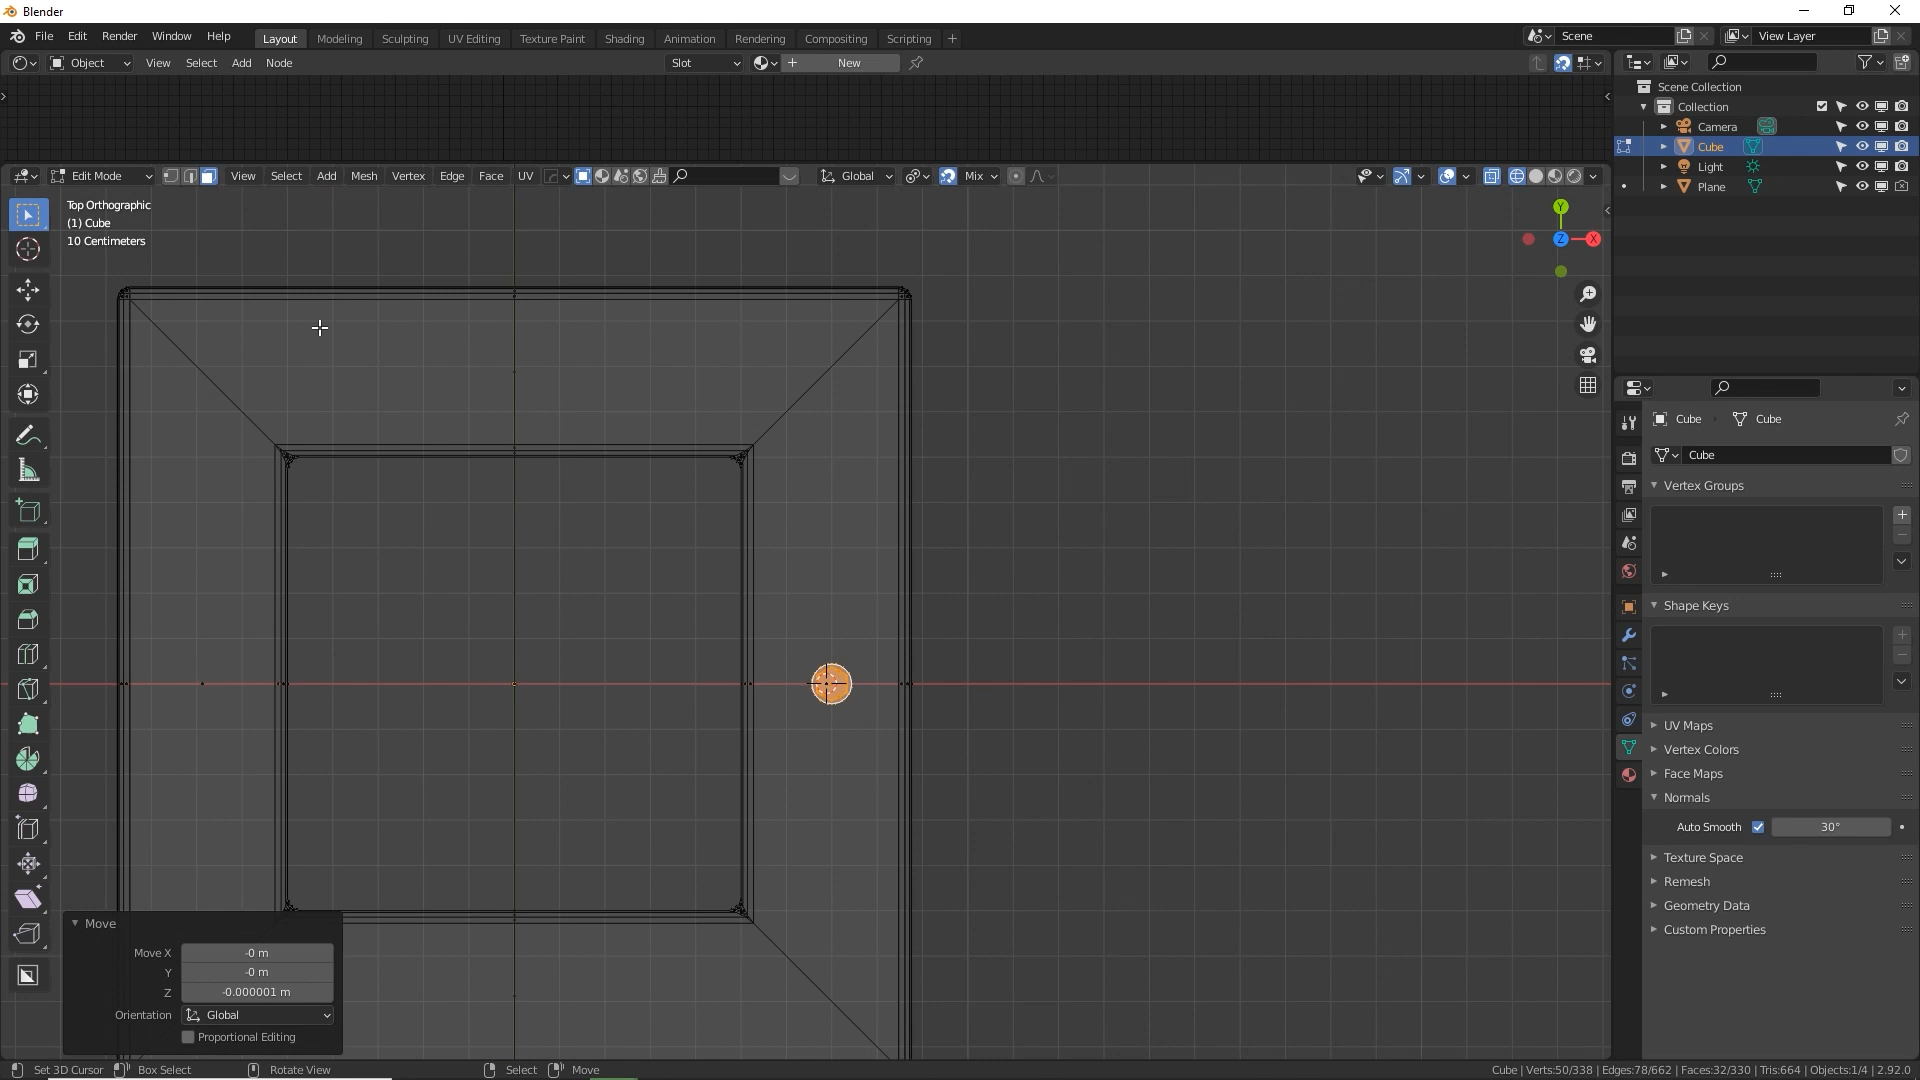 Blender
File Edit Render Window Help
Layout Modeling Sculpting UV Editing Texture Paint Shading Animation Rendering Compositing Scripting +
Scene
View Layer
Object View Select Add Node
Slot
New
Scene Collection
Collection
Camera
Cube
Light
Plane
Edit Mode View Select Add Mesh Vertex Edge Face UV
Global
Mix
Top Orthographic
(1) Cube
10 Centimeters
Y
Z
X
Cube
Cube
Cube
Vertex Groups
Shape Keys
UV Maps
Vertex Colors
Face Maps
Normals
Auto Smooth
30°
Texture Space
Remesh
Geometry Data
Custom Properties
Move
Move X -0 m
Y -0 m
Z -0.000001 m
Orientation Global
Proportional Editing
Set 3D Cursor Box Select Rotate View Select Move
Cube | Verts:50/338 | Edges:78/662 | Faces:32/330 | Tris:664 | Objects:1/4 | 2.92.0